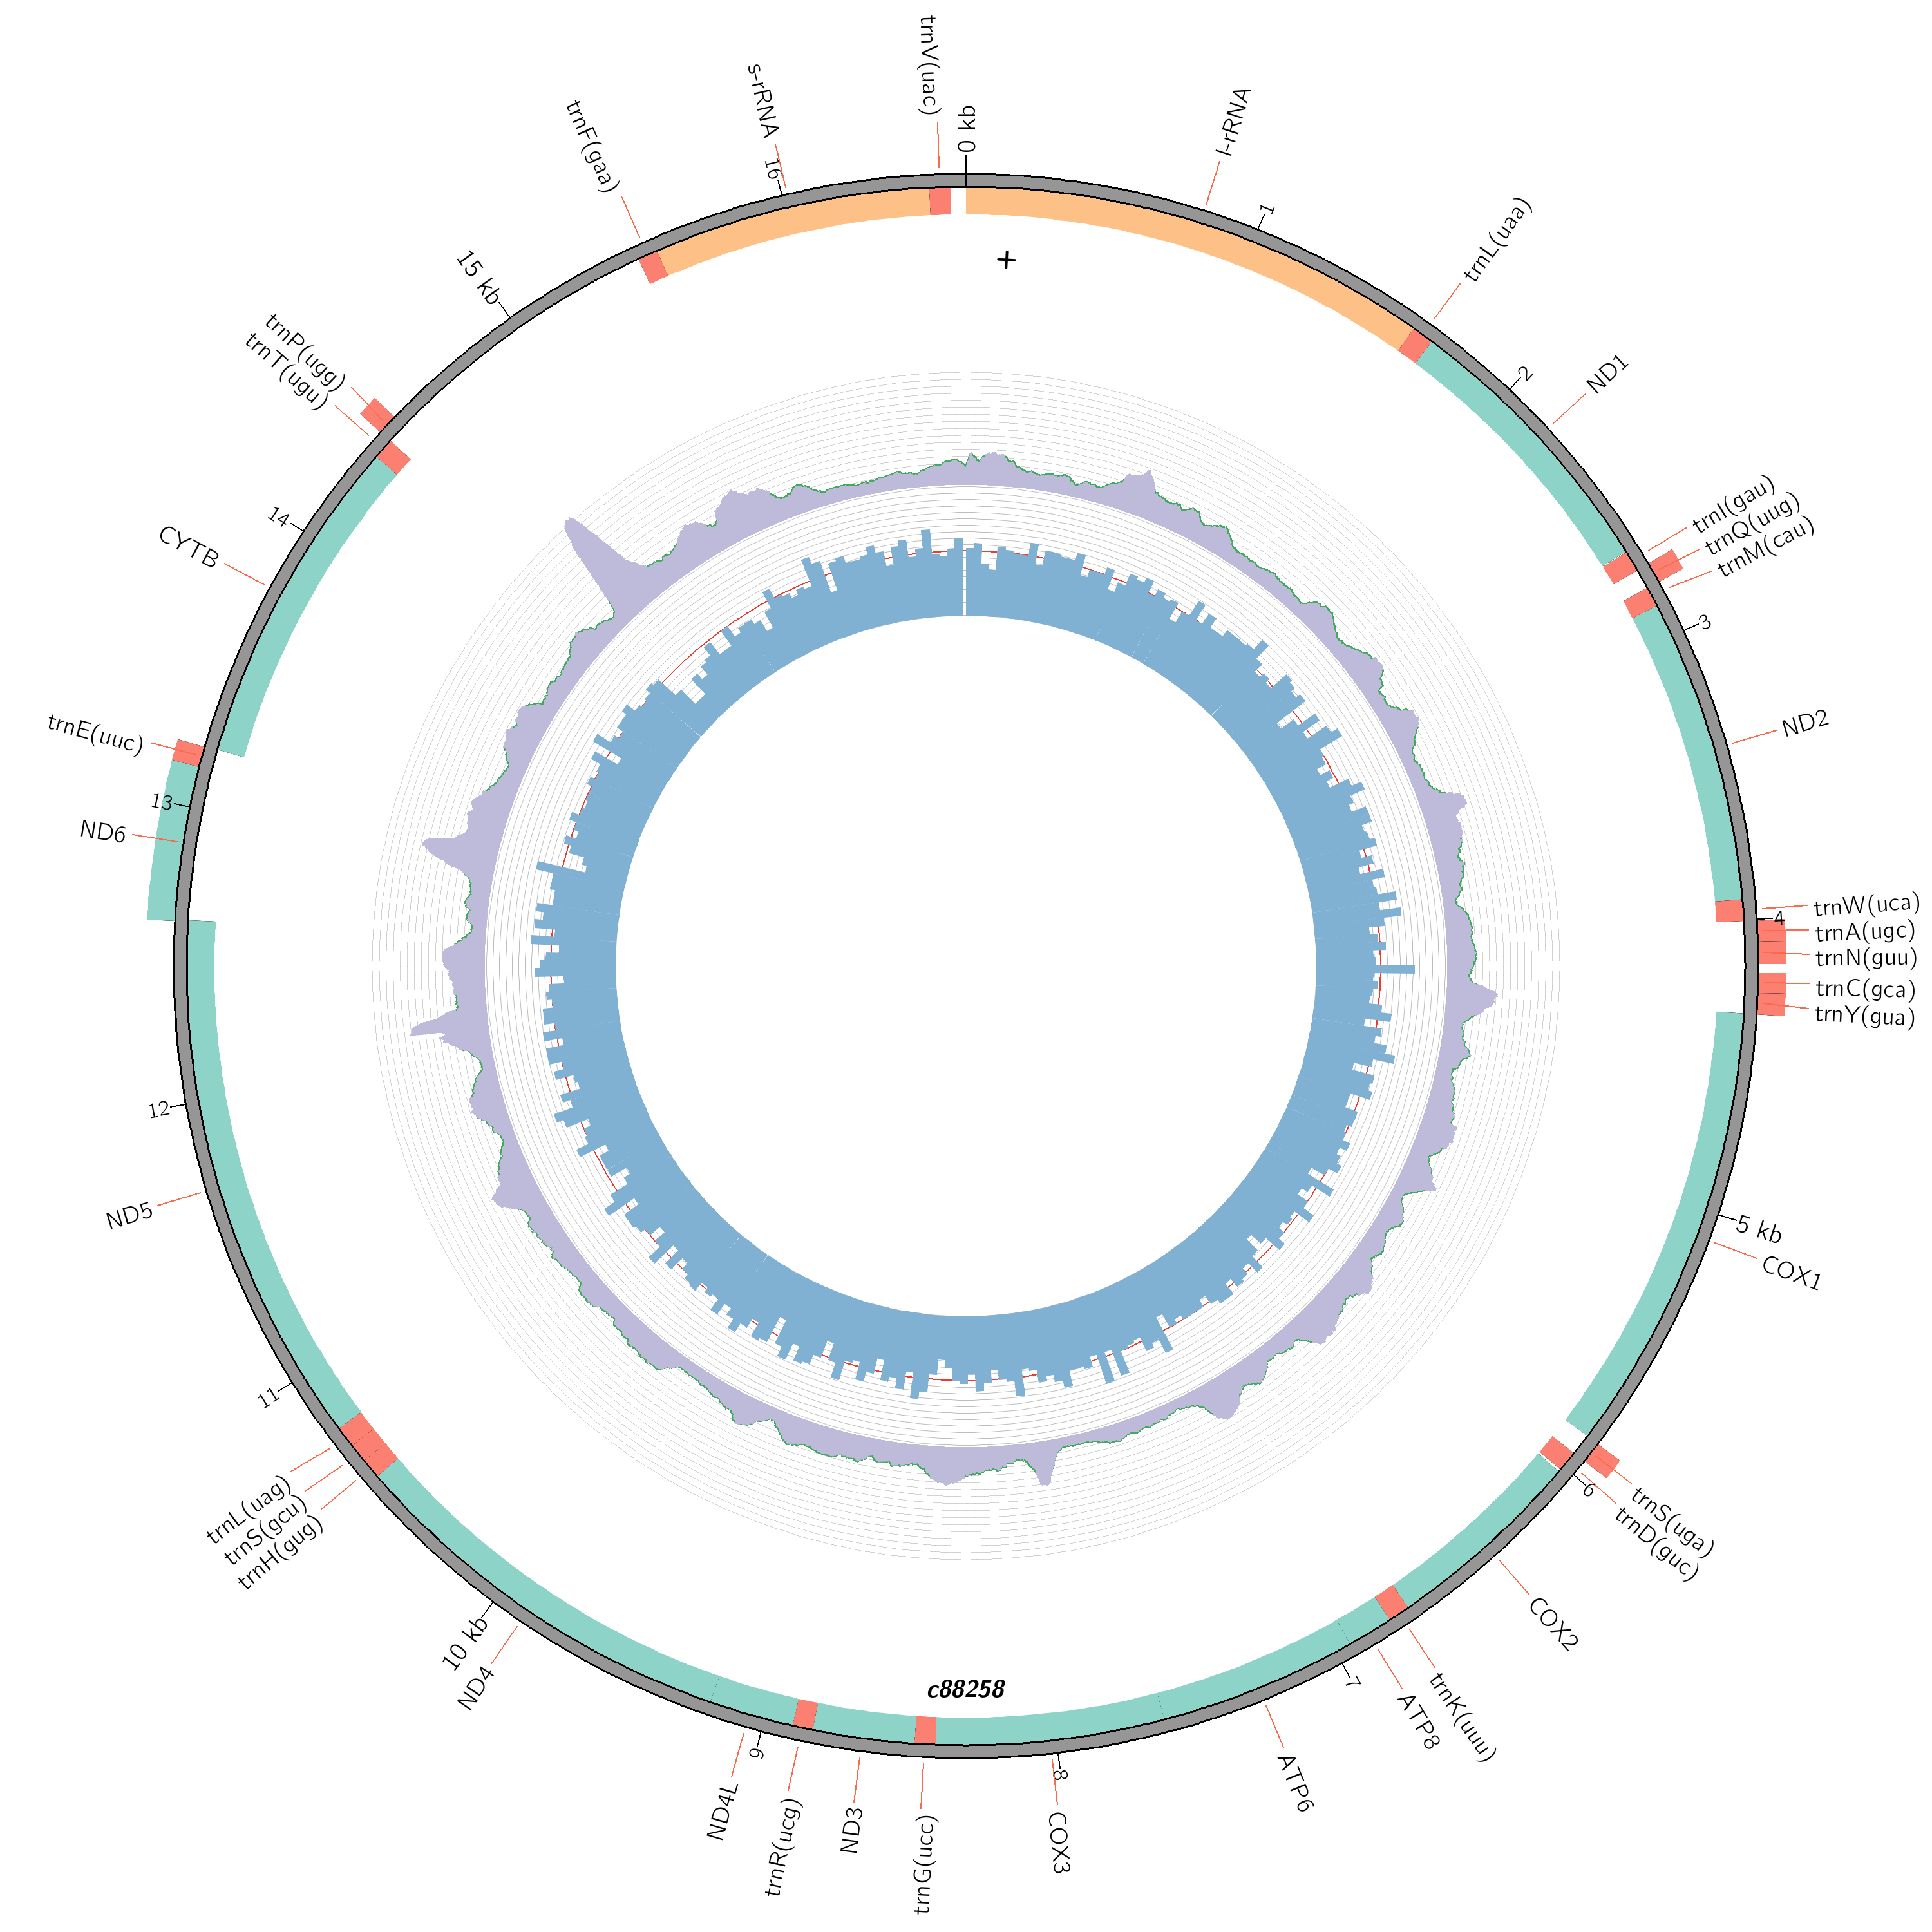 0 kb
l-rRNA
1
trnL(uaa)
2
ND1
trnI(gau)
trnQ(uug)
trnM(cau)
3
ND2
trnW(uca)
4
trnA(ugc)
trnN(guu)
trnC(gca)
trnY(gua)
5 kb
COX1
trnS(uga)
trnD(guc)
6
COX2
trnK(uuu)
ATP8
7
ATP6
8
COX3
trnG(ucc)
ND3
trnR(ucg)
9
ND4L
ND4
10 kb
trnH(gug)
trnS(gcu)
trnL(uag)
11
ND5
12
ND6
13
trnE(uuc)
CYTB
14
trnT(ugu)
trnP(ugg)
15 kb
trnF(gaa)
s-rRNA
16
trnV(uac)
+
c88258